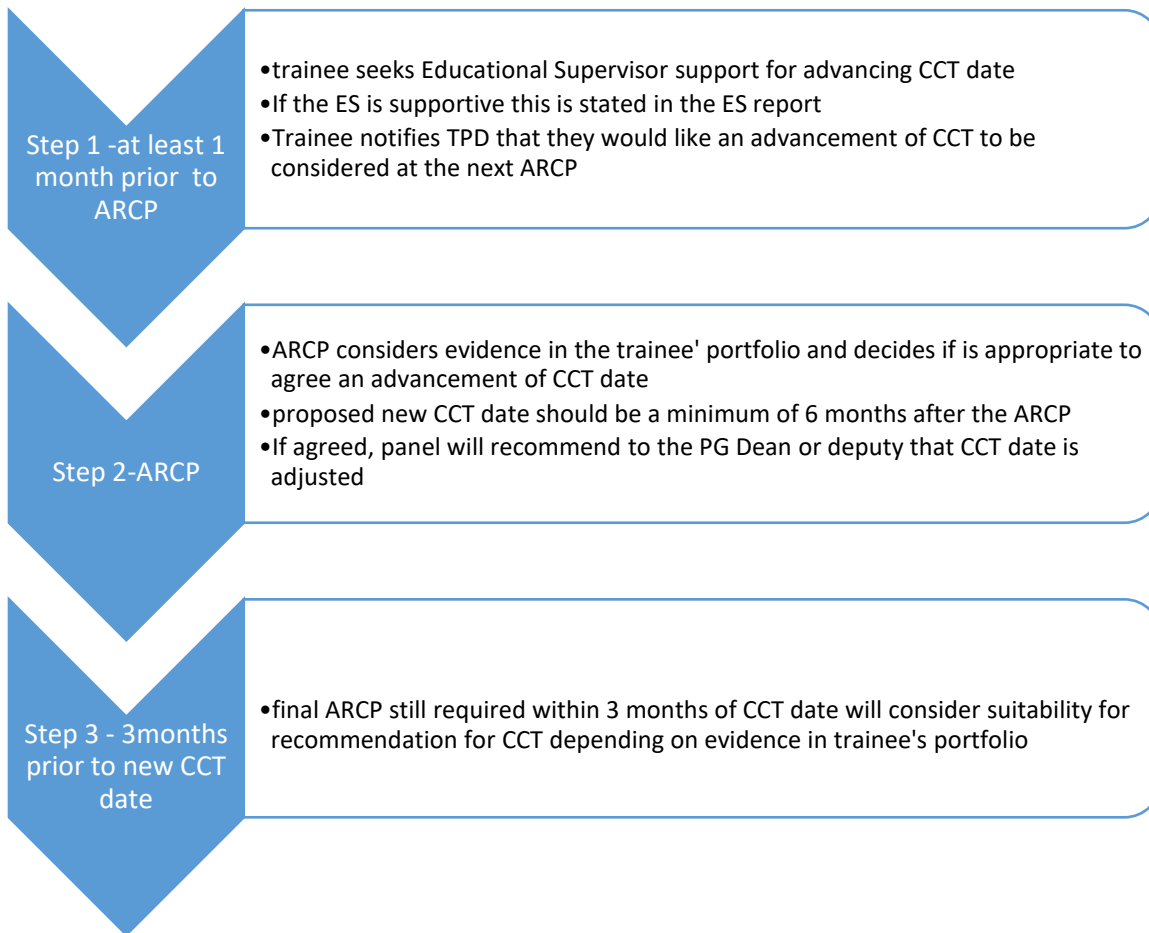 Step 1 -at least 1
month prior  to
ARCP
•trainee seeks Educational Supervisor support for advancing CCT date
•If the ES is supportive this is stated in the ES report
•Trainee notifies TPD that they would like an advancement of CCT to be
considered at the next ARCP
Step 2-ARCP
•ARCP considers evidence in the trainee' portfolio and decides if is appropriate to
agree an advancement of CCT date
•proposed new CCT date should be a minimum of 6 months after the ARCP
•If agreed, panel will recommend to the PG Dean or deputy that CCT date is
adjusted
Step 3 - 3months
prior to new CCT
date
•final ARCP still required within 3 months of CCT date will consider suitability for
recommendation for CCT depending on evidence in trainee's portfolio